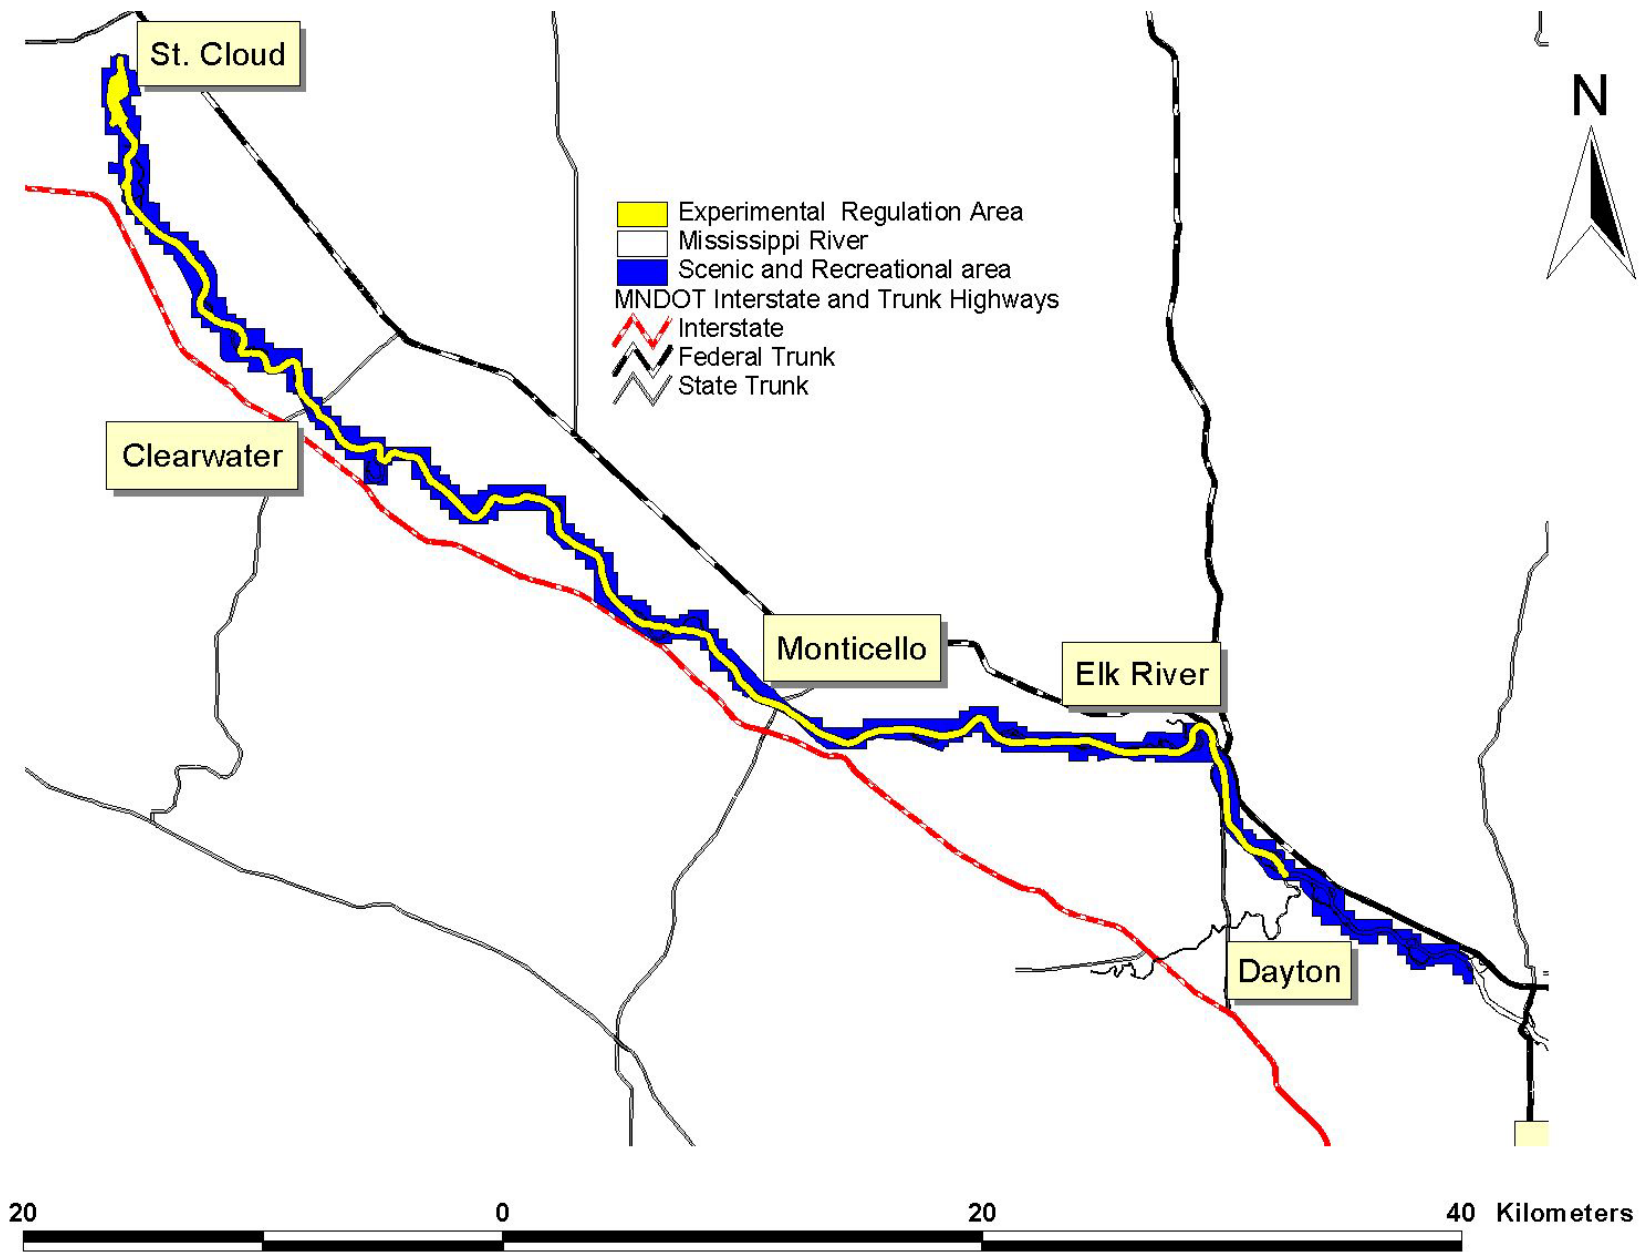 St. Cloud
N
Experimental Regulation Area
Mississippi River
Scenic and Recreational area
MNDOT Interstate and Trunk Highways
Interstate
Federal Trunk
State Trunk
Clearwater
Monticello
Elk River
Dayton
20 0 20 40 Kilometers